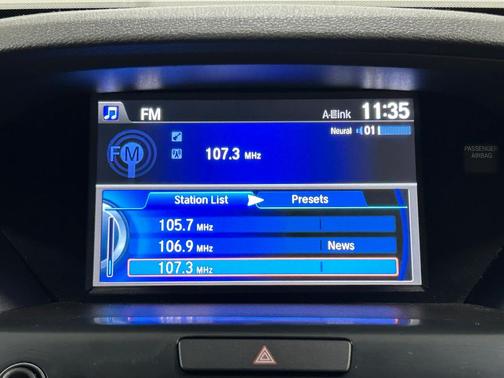 FM
A-Link
11:35
Neural
01
FM
107.3 MHz
PASSENGER
AIRBAG
Station List
Presets
105.7 MHz
106.9 MHz News
107.3 MHz